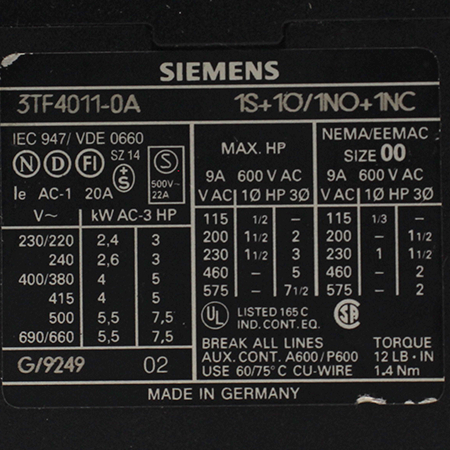 SIEMENS
3TF4011-0A 1S+1Ö/1NO+1NC
IEC 947/ VDE 0660
N D FI SZ 14 +S S
500V~ 22A
Ie AC-1 20A
V~ kW AC-3 HP
230/220 2,4 3
240 2,6 3
400/380 4 5
415 4 5
500 5,5 7,5
690/660 5,5 7,5
G/9249 02
MAX. HP
9A 600 V AC
V AC 1Ø HP 3Ø
115 1/2 –
200 1 1/2 2
230 1 1/2 3
460 – 5
575 – 7 1/2
NEMA/EEMAC
SIZE 00
9A 600 V AC
V AC 1Ø HP 3Ø
115 1/3 –
200 – 1 1/2
230 1 1 1/2
460 – 2
575 – 2
UL LISTED 165 C
IND. CONT. EQ. SA
BREAK ALL LINES
AUX. CONT. A600 / P600
USE 60/75°C CU-WIRE
TORQUE
12 LB · IN
1.4 Nm
MADE IN GERMANY